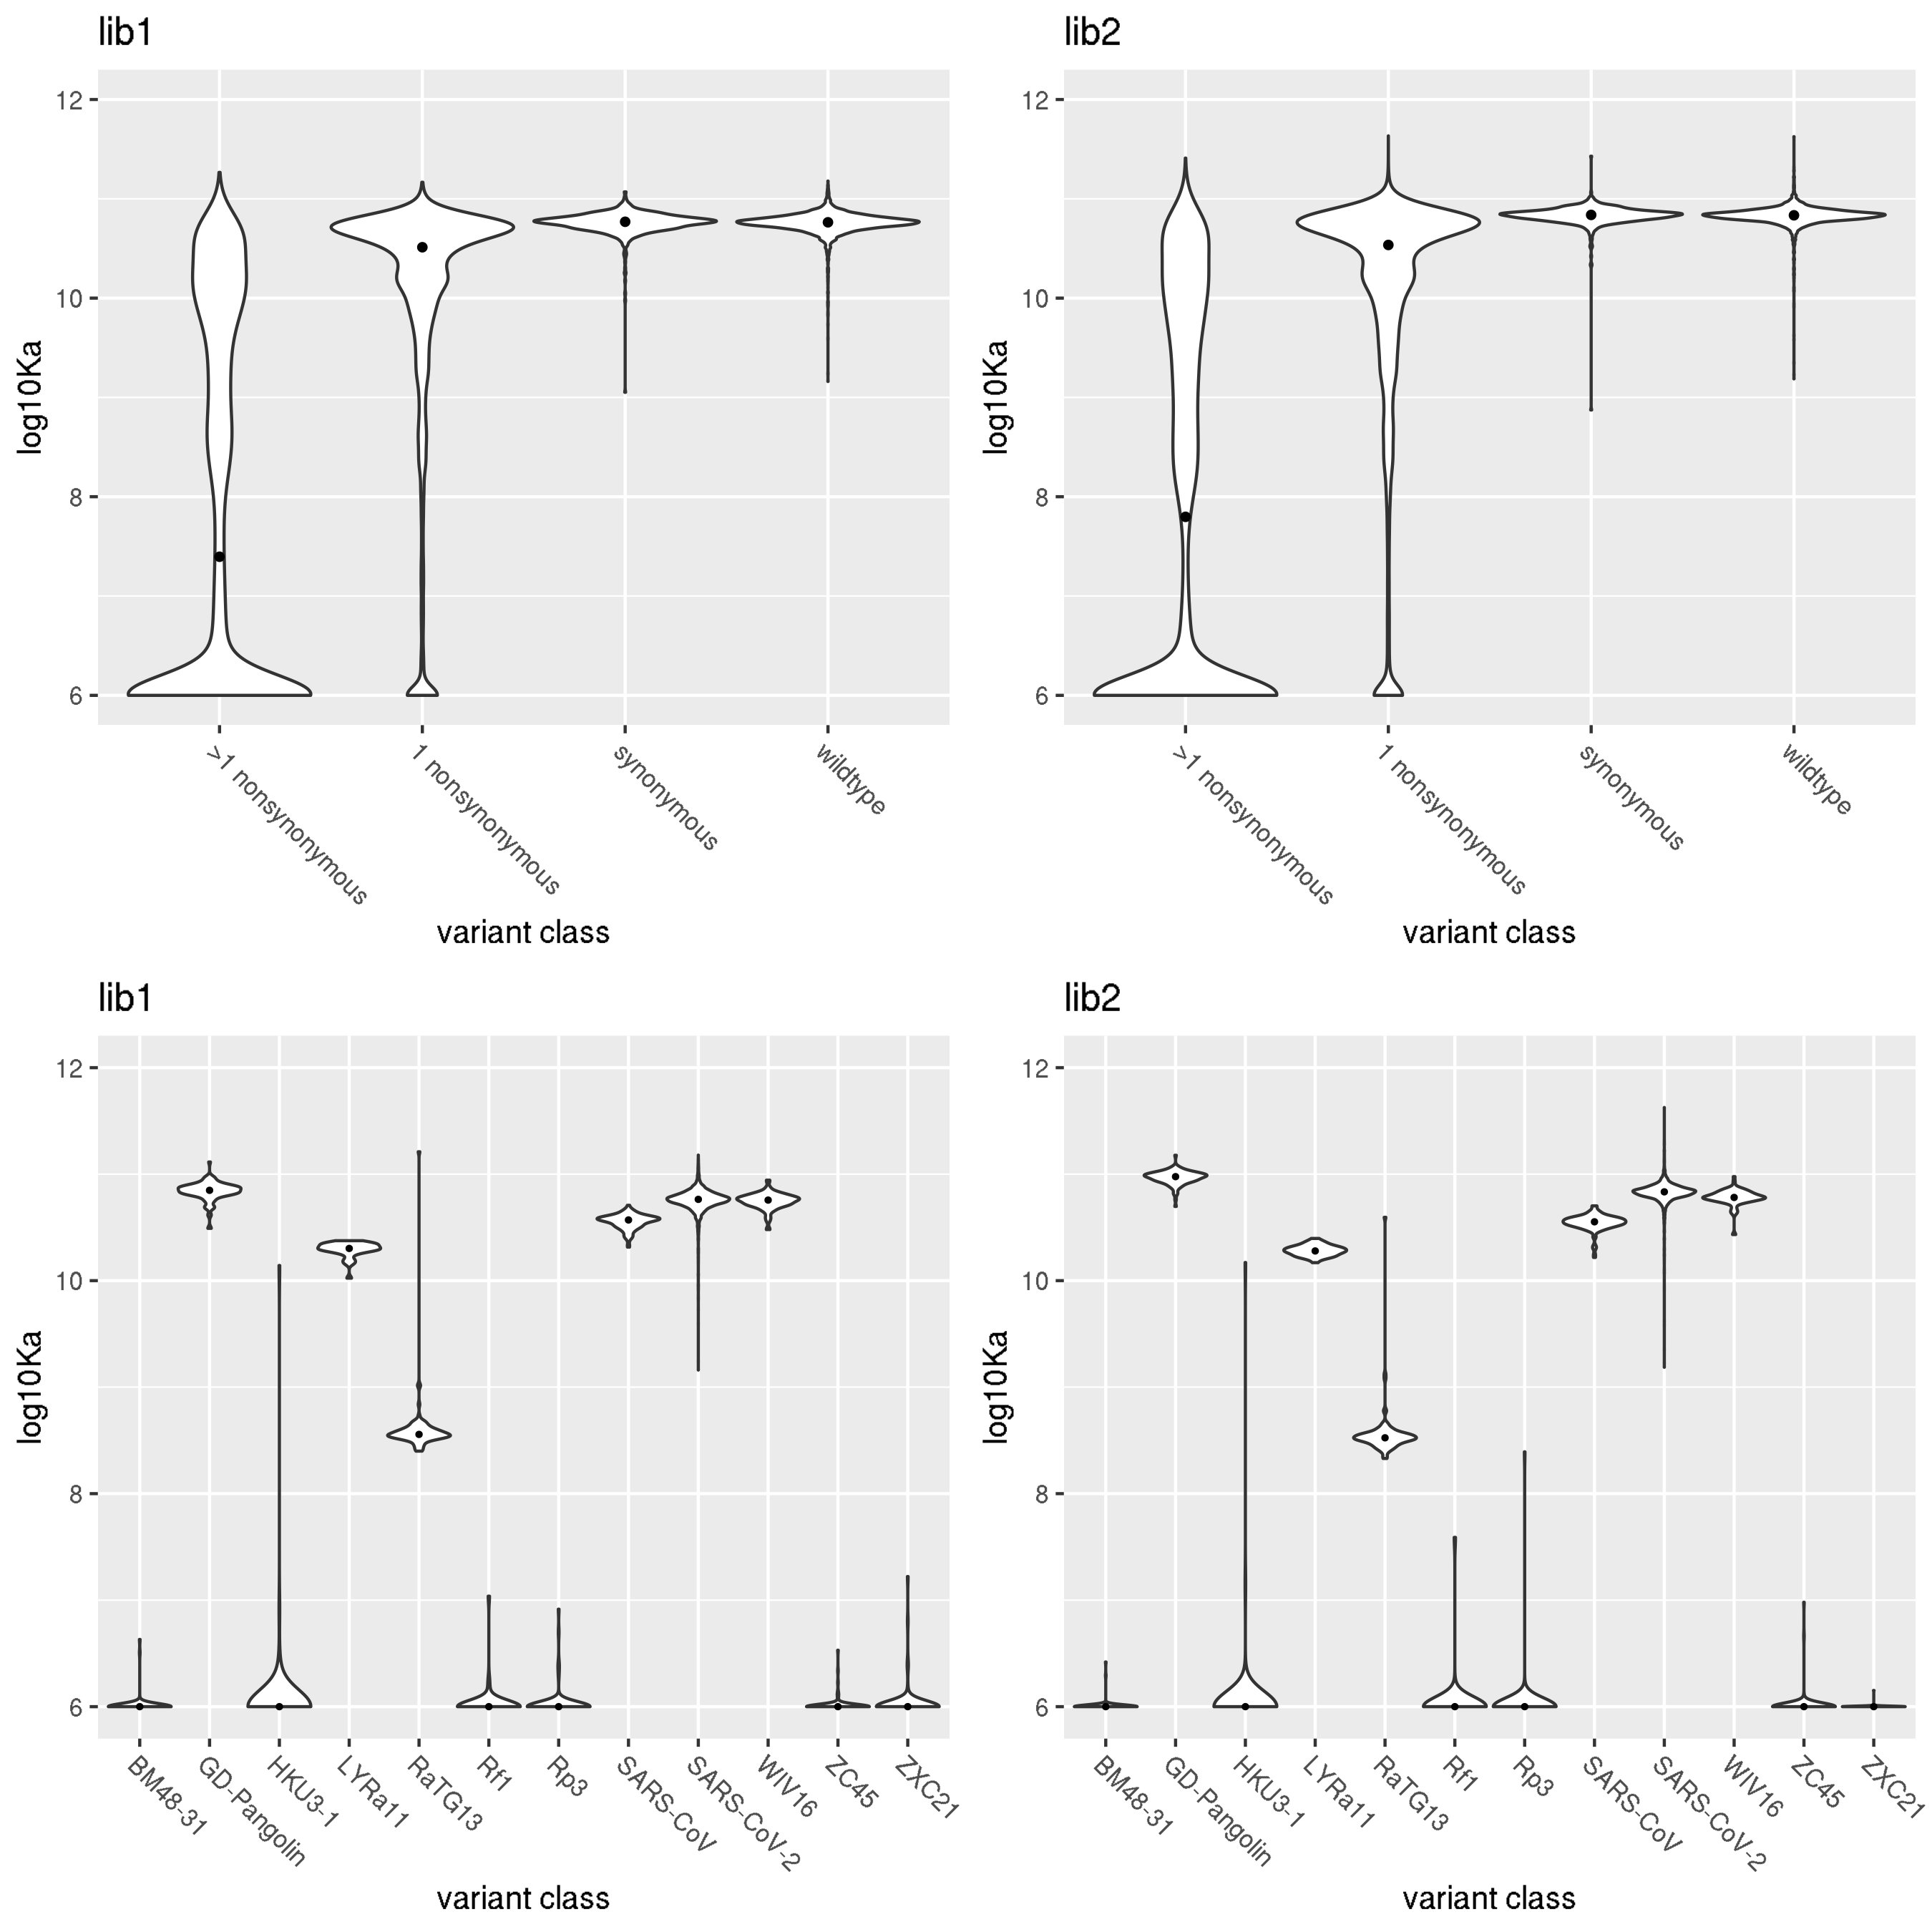 lib1
12
10
8
6
log10Ka
>1 nonsynonymous
1 nonsynonymous
synonymous
wildtype
variant class
lib2
12
10
8
6
log10Ka
>1 nonsynonymous
1 nonsynonymous
synonymous
wildtype
variant class
lib1
12
10
8
6
log10Ka
BM48-31
GD-Pangolin
HKU3-1
LYRa11
RaTG13
Rf1
Rp3
SARS-CoV
SARS-CoV-2
WIV16
ZC45
ZXC21
variant class
lib2
12
10
8
6
log10Ka
BM48-31
GD-Pangolin
HKU3-1
LYRa11
RaTG13
Rf1
Rp3
SARS-CoV
SARS-CoV-2
WIV16
ZC45
ZXC21
variant class